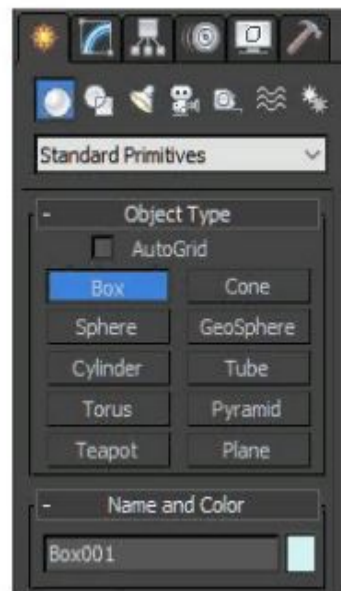 Standard Primitives
- Object Type
AutoGrid
Box Cone
Sphere GeoSphere
Cylinder Tube
Torus Pyramid
Teapot Plane
- Name and Color
Box001